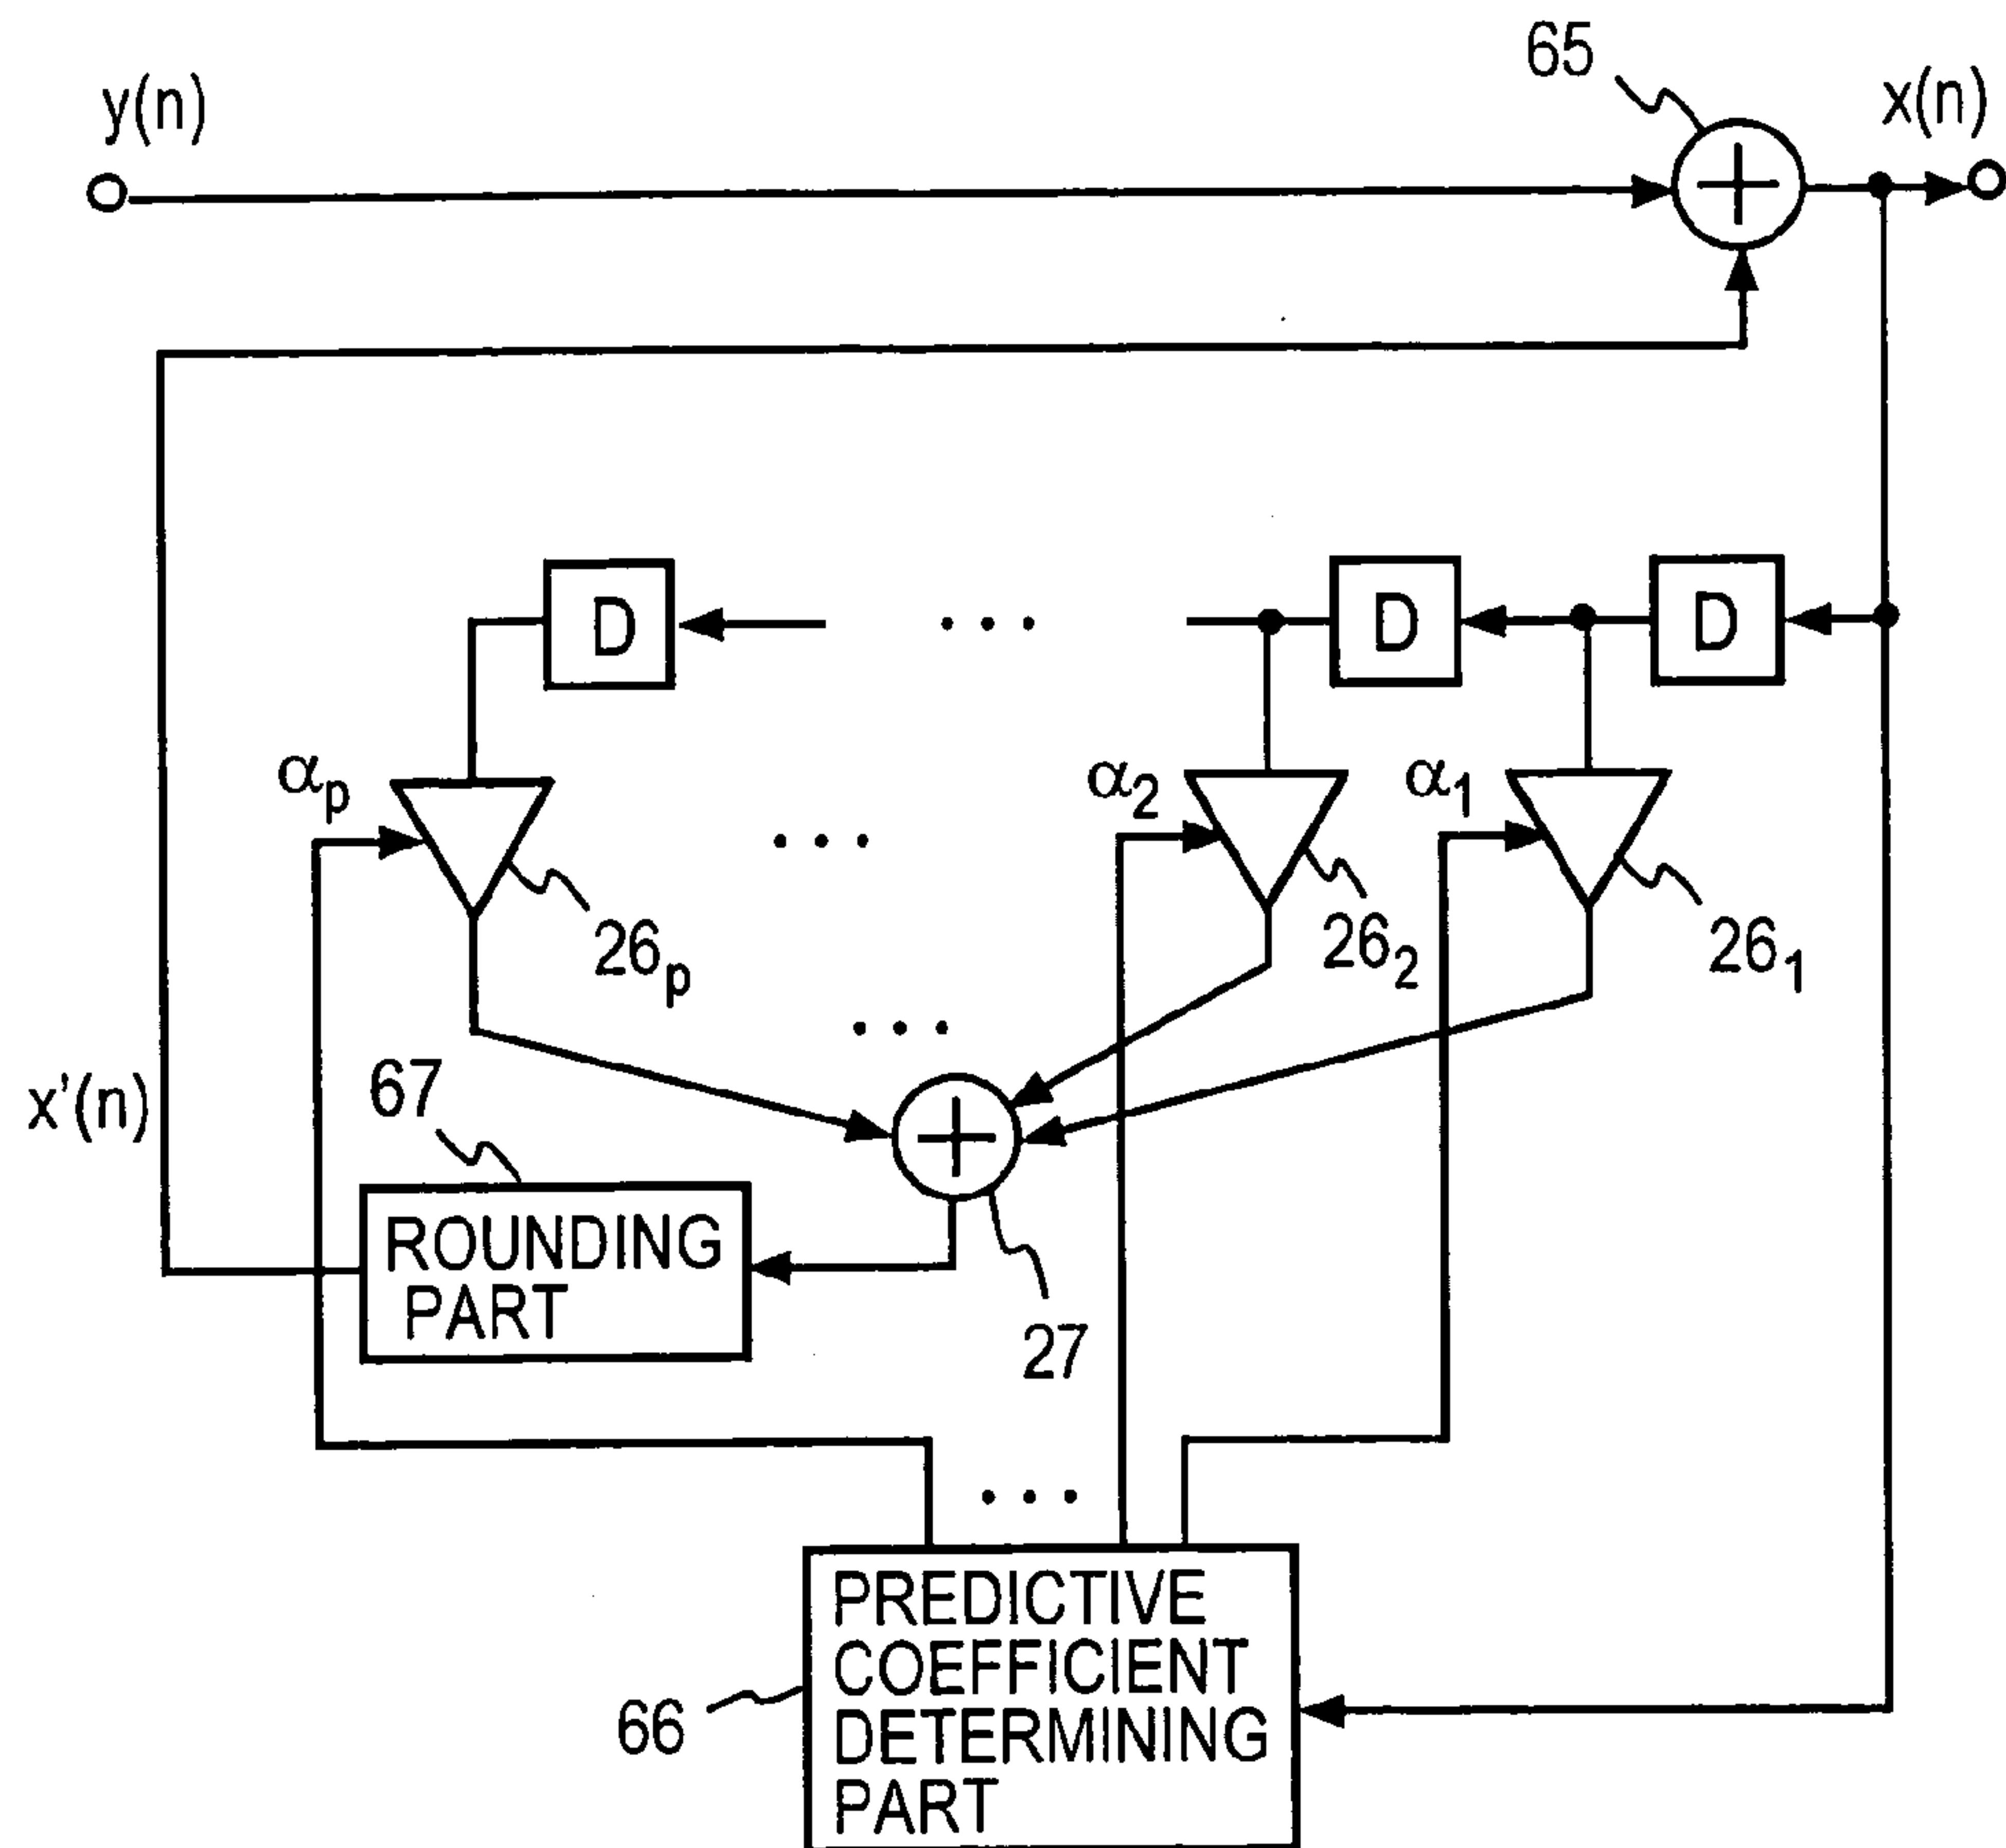 65
y(n)
x(n)
D
...
D
D
αp
α2
α1
...
26p
262
261
...
x'(n)
67
ROUNDING
PART
27
...
PREDICTIVE
COEFFICIENT
DETERMINING
PART
66